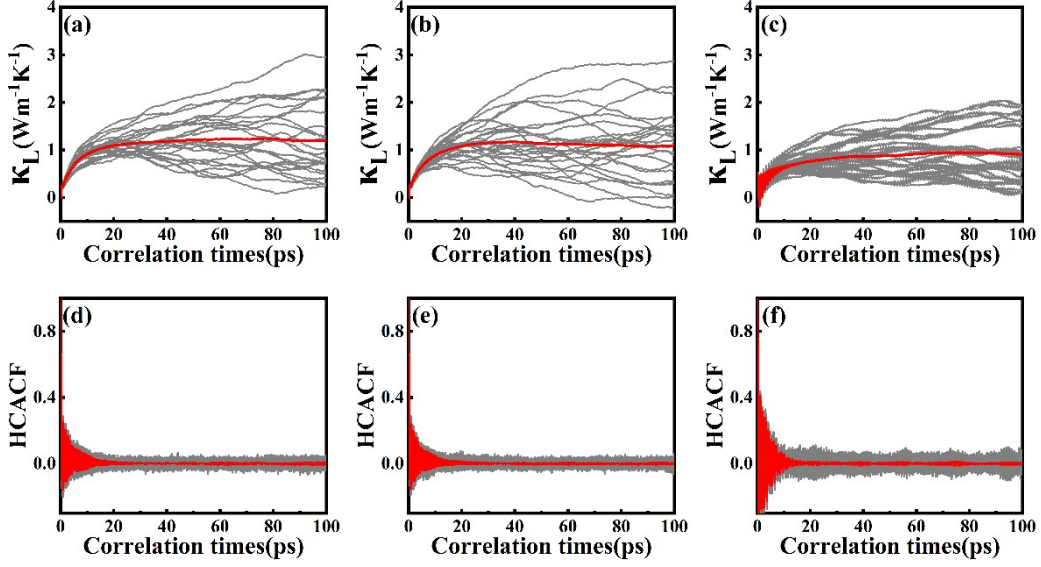 (a)
κL(Wm-1K-1)
4
3
2
1
0
0 20 40 60 80 100
Correlation times(ps)
(b)
κL(Wm-1K-1)
4
3
2
1
0
0 20 40 60 80 100
Correlation times(ps)
(c)
κL(Wm-1K-1)
4
3
2
1
0
0 20 40 60 80 100
Correlation times(ps)
(d)
HCACF
0.8
0.4
0.0
0 20 40 60 80 100
Correlation times(ps)
(e)
HCACF
0.8
0.4
0.0
0 20 40 60 80 100
Correlation times(ps)
(f)
HCACF
0.8
0.4
0.0
0 20 40 60 80 100
Correlation times(ps)